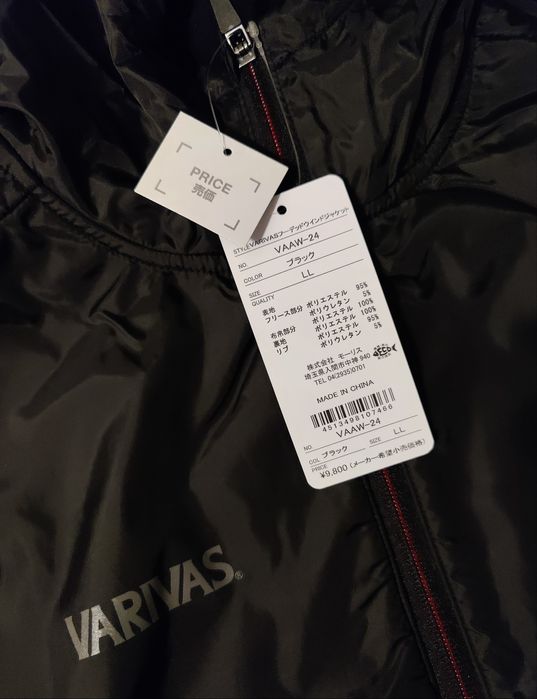 PRICE
売価
STYLE VARIVASフーデッドウインドジャケット
NO. VAAW-24
COLOR ブラック
SIZE LL
QUALITY
表地
フリース部分 ポリエステル 95%
ポリウレタン 5%
布帛部分 ポリエステル 100%
裏地 ポリエステル 100%
リブ ポリエステル 95%
ポリウレタン 5%
株式会社 モーリス
埼玉県入間市中神 940
TEL 04(2935)0701
MADE IN CHINA
4513498107466
NO. VAAW-24
COL ブラック SIZE LL
PRICE ¥9,800 (メーカー希望小売価格)
VARIVAS®